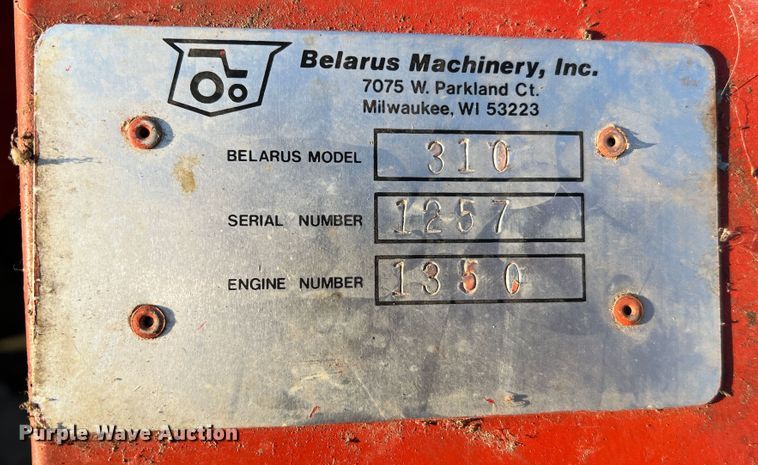 Belarus Machinery, Inc.
7075 W. Parkland Ct.
Milwaukee, WI 53223
BELARUS MODEL 310
SERIAL NUMBER 1257
ENGINE NUMBER 1350
Purple Wave Auction